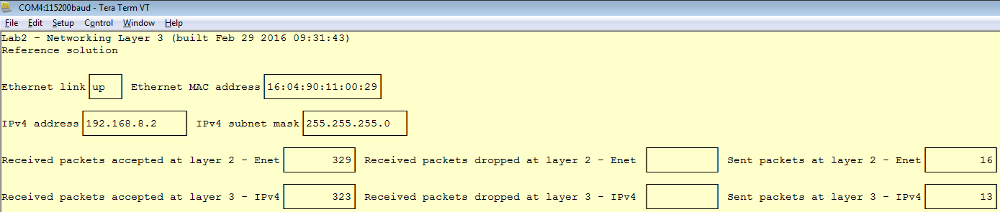 COM4:115200baud - Tera Term VT
File Edit Setup Control Window Help
Lab2 - Networking Layer 3 (built Feb 29 2016 09:31:43)
Reference solution
Ethernet link up Ethernet MAC address 16:04:90:11:00:29
IPv4 address 192.168.8.2 IPv4 subnet mask 255.255.255.0
Received packets accepted at layer 2 - Enet 329 Received packets dropped at layer 2 - Enet Sent packets at layer 2 - Enet 16
Received packets accepted at layer 3 - IPv4 323 Received packets dropped at layer 3 - IPv4 Sent packets at layer 3 - IPv4 13